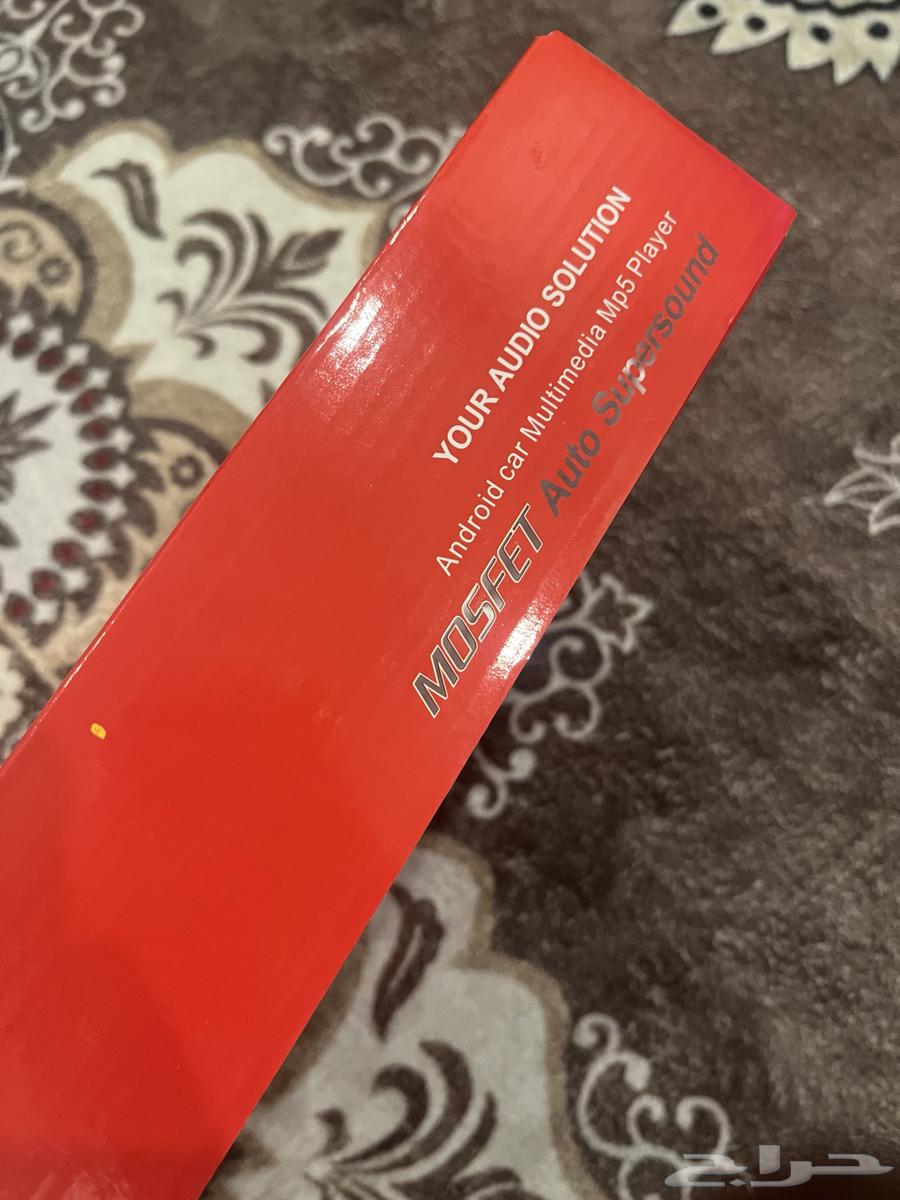 YOUR AUDIO SOLUTION
Android car Multimedia Mp5 Player
MOSFET Auto Supersound
حراج